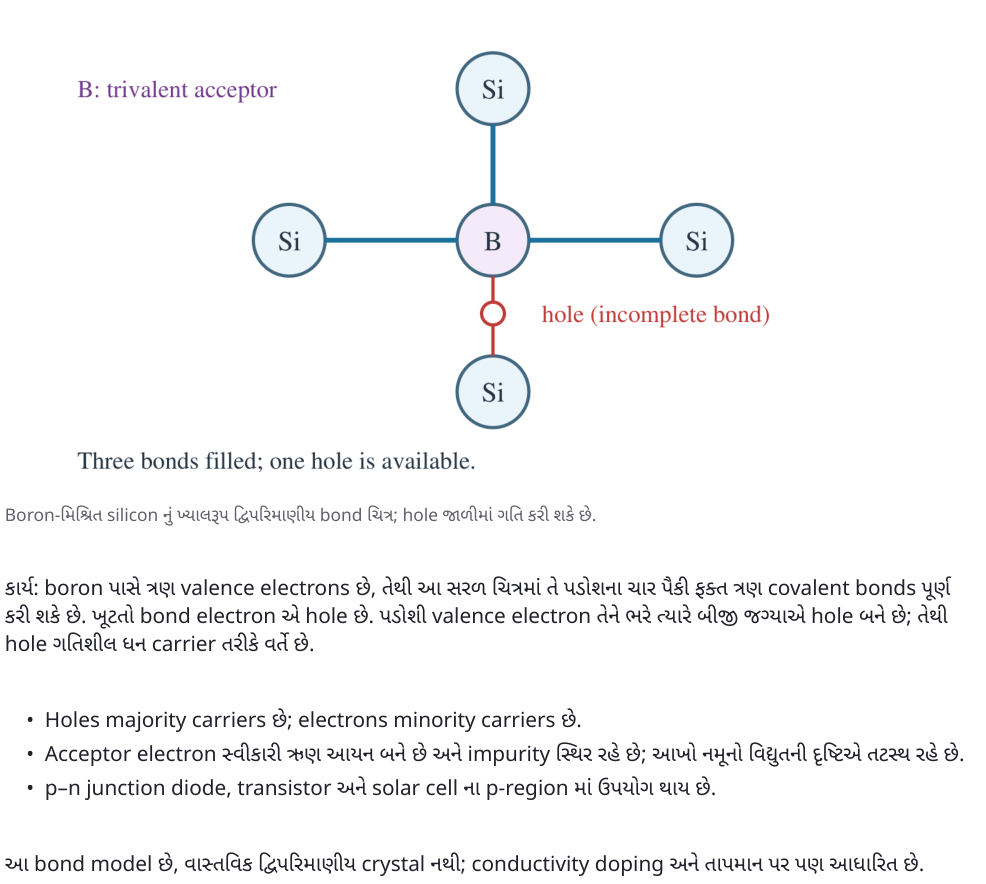 Si
B: trivalent acceptor
Si
B
Si
hole (incomplete bond)
Si
Three bonds filled; one hole is available.
Boron-મિશ્રિત silicon નું ખ્યાલરૂપ દ્વિપરિમાણીય bond ચિત્ર; hole જાળીમાં ગતિ કરી શકે છે.
કાર્ય: boron પાસે ત્રણ valence electrons છે, તેથી આ સરળ ચિત્રમાં તે પડોશના ચાર પૈકી ફક્ત ત્રણ covalent bonds પૂર્ણ
કરી શકે છે. ખૂટતો bond electron એ hole છે. પડોશી valence electron તેને ભરે ત્યારે બીજી જગ્યાએ hole બને છે; તેથી
hole ગતિશીલ ધન carrier તરીકે વર્તે છે.
• Holes majority carriers છે; electrons minority carriers છે.
• Acceptor electron સ્વીકારી ઋણ આયન બને છે અને impurity સ્થિર રહે છે; આખો નમૂનો વિદ્યુતની દૃષ્ટિએ તટસ્થ રહે છે.
• p–n junction diode, transistor અને solar cell ના p-region માં ઉપયોગ થાય છે.
આ bond model છે, વાસ્તવિક દ્વિપરિમાણીય crystal નથી; conductivity doping અને તાપમાન પર પણ આધારિત છે.